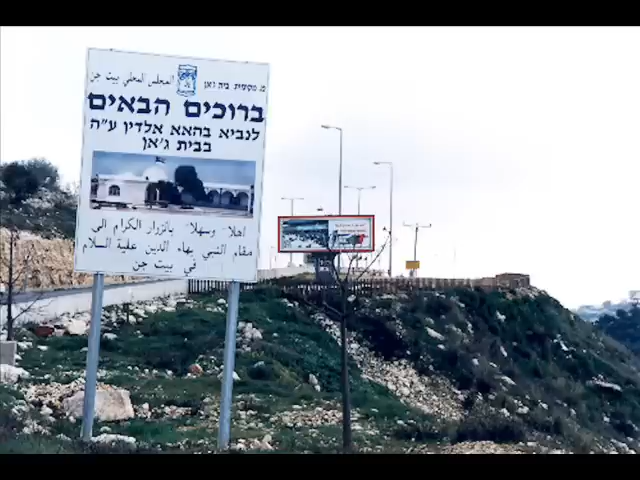 المجلس المحلي بيت جن
מ. מקומית בית ג'אן
ברוכים הבאים
לנביא בהאא אלדין ע"ה
בבית ג'אן
اهلا وسهلا بالزوار الكرام الى
مقام النبي بهاء الدين علية السلام
في بيت جن